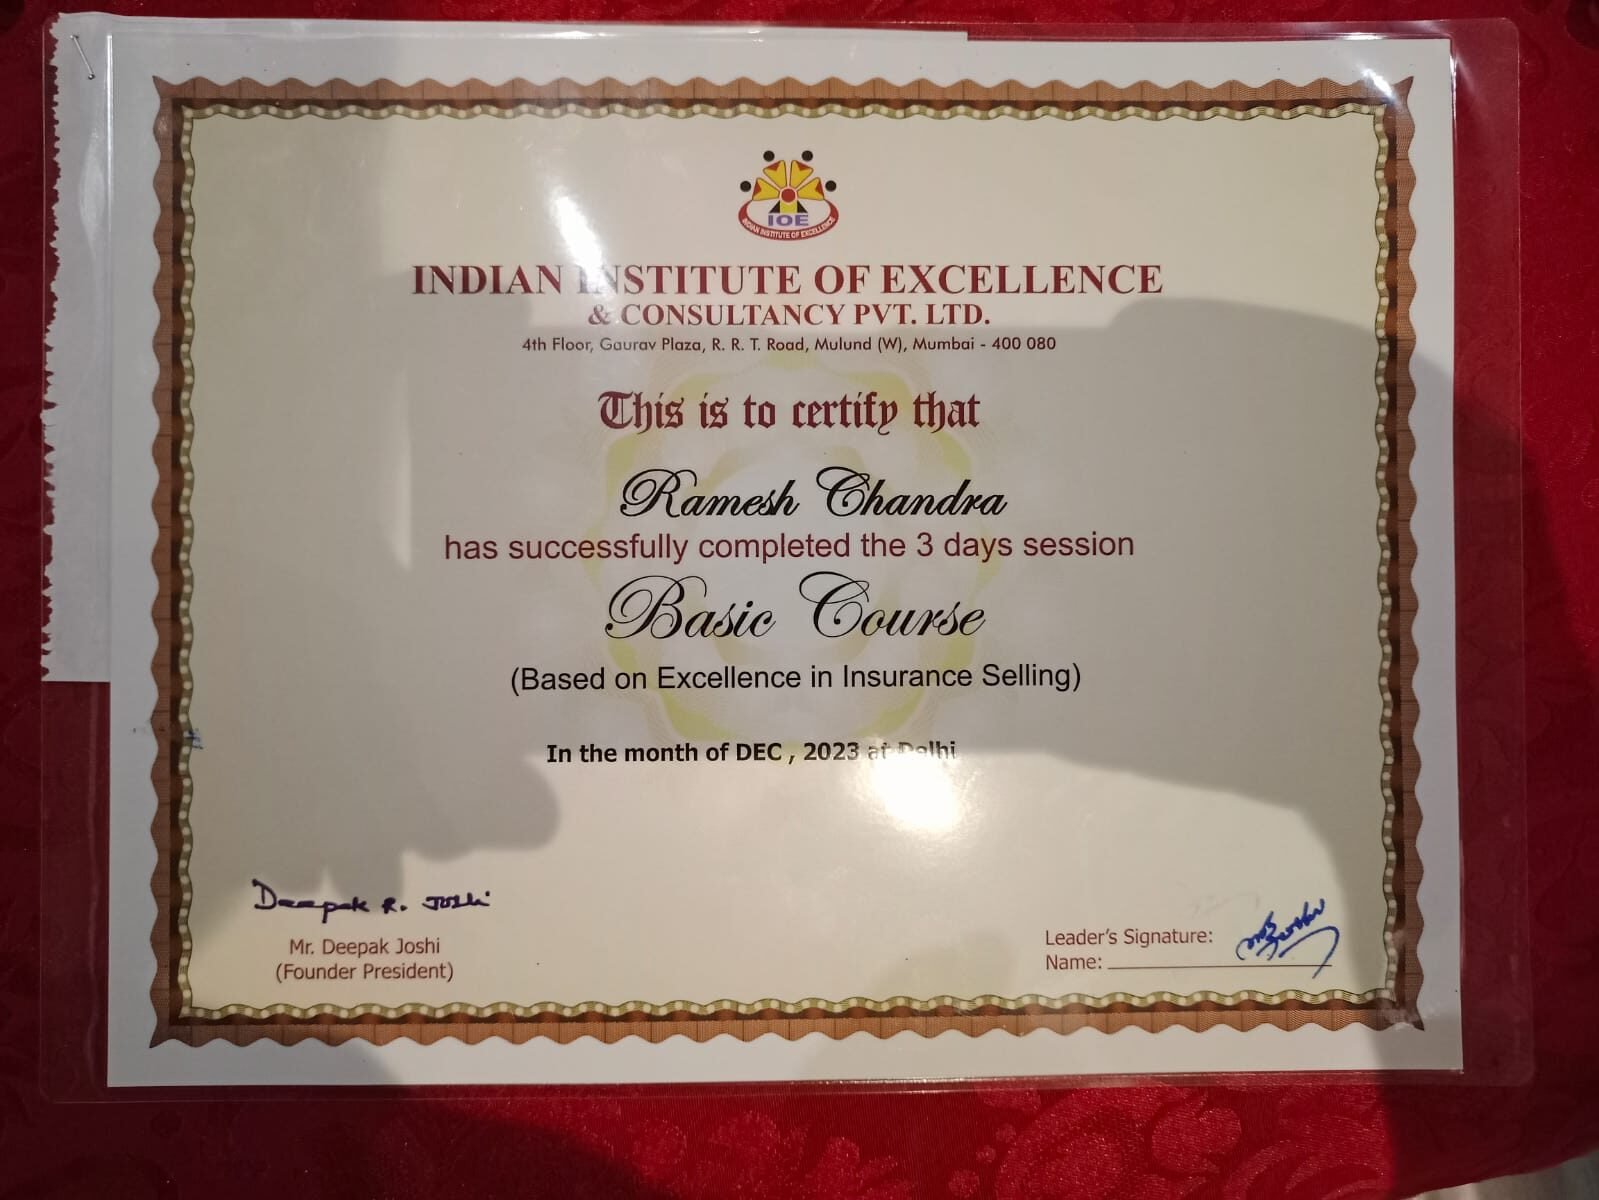 IOE
INDIAN INSTITUTE OF EXCELLENCE
INDIAN INSTITUTE OF EXCELLENCE
& CONSULTANCY PVT. LTD.
4th Floor, Gaurav Plaza, R. R. T. Road, Mulund (W), Mumbai - 400 080
This is to certify that
Ramesh Chandra
has successfully completed the 3 days session
Basic Course
(Based on Excellence in Insurance Selling)
In the month of DEC , 2023 at Delhi
Deepak R. Joshi
Mr. Deepak Joshi
(Founder President)
Leader's Signature:
Name: